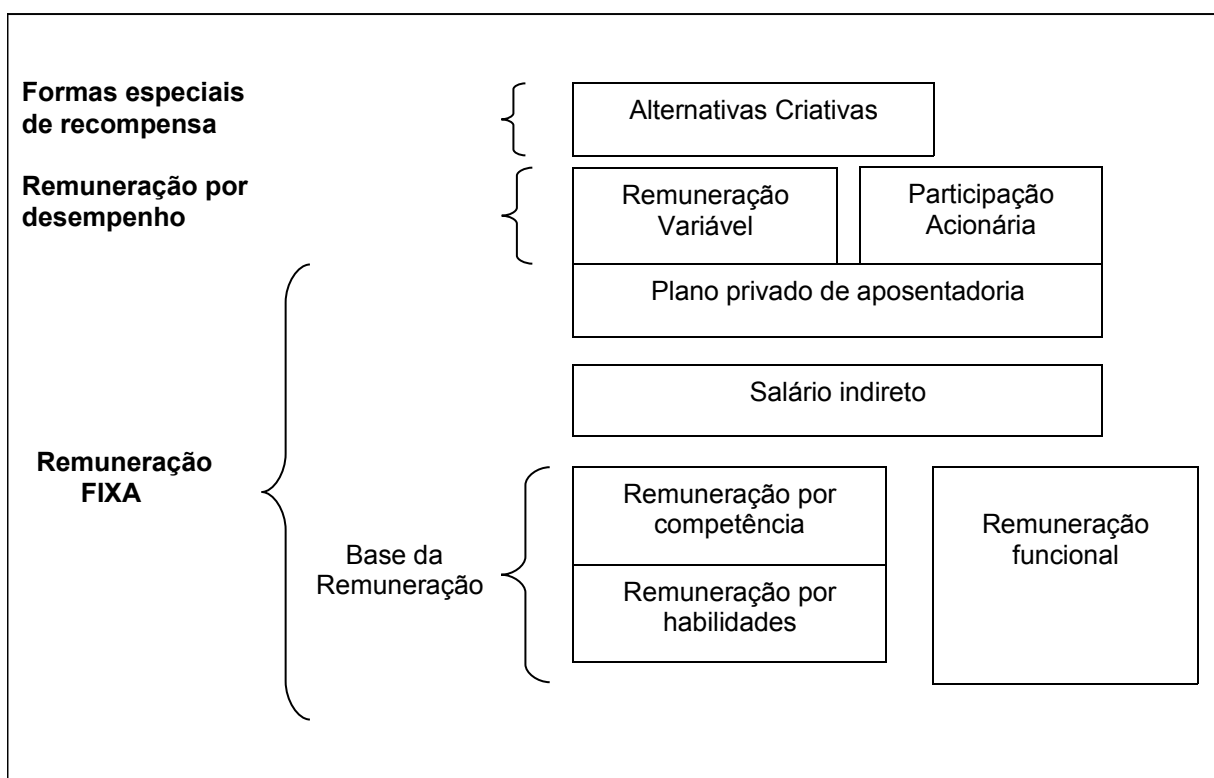 Formas especiais
de recompensa
Alternativas Criativas
Remuneração por
desempenho
Remuneração
Variável
Participação
Acionária
Plano privado de aposentadoria
Salário indireto
Remuneração
FIXA
Base da
Remuneração
Remuneração por
competência
Remuneração por
habilidades
Remuneração
funcional